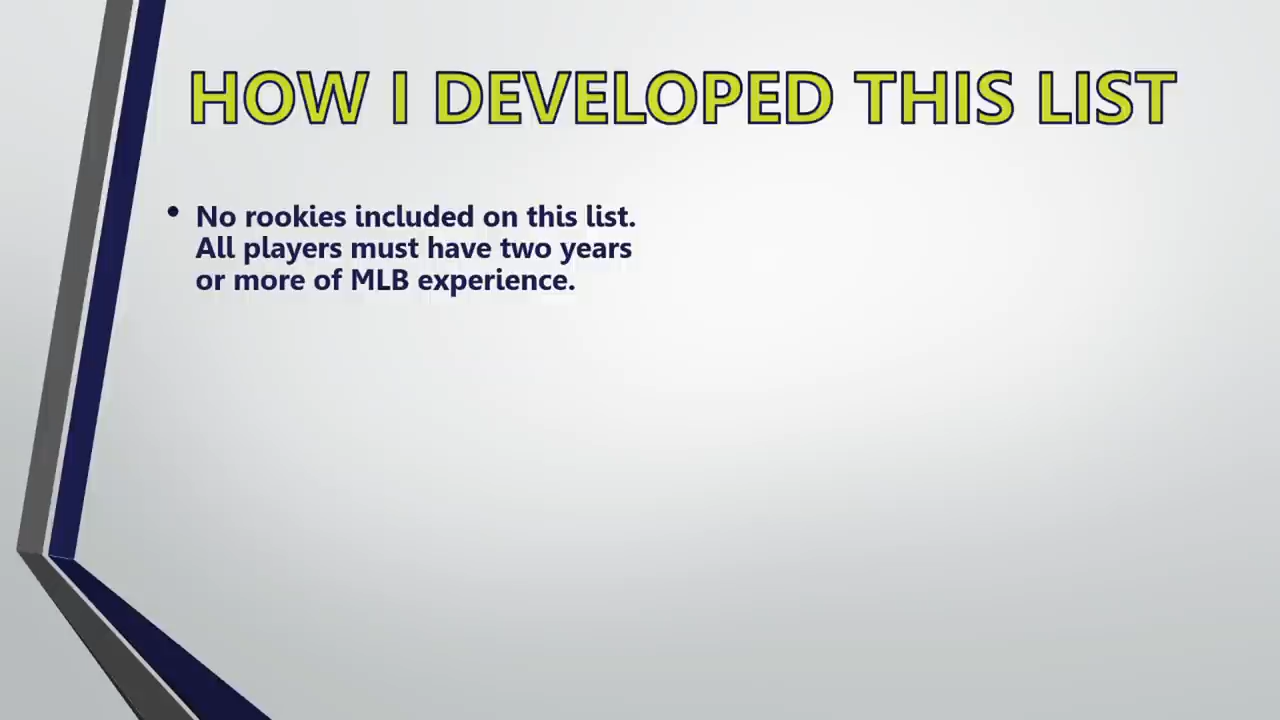 HOW I DEVELOPED THIS LIST
• No rookies included on this list.
All players must have two years
or more of MLB experience.